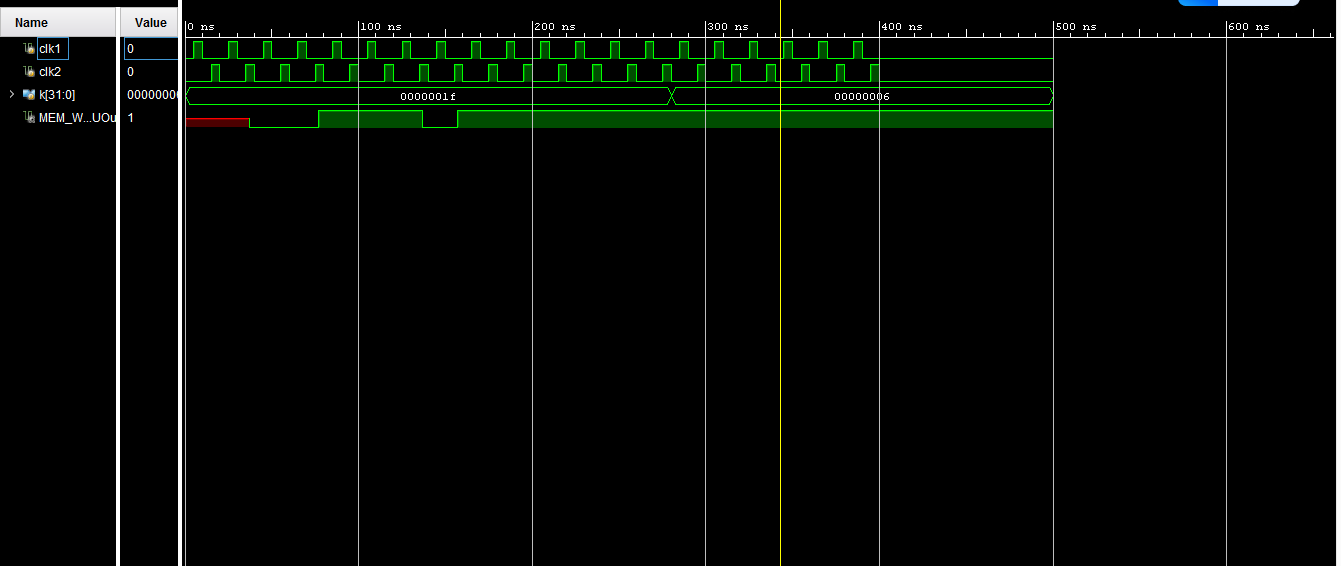 Name Value
0 ns 100 ns 200 ns 300 ns 400 ns 500 ns 600 ns
clk1 0
clk2 0
k[31:0] 00000000 0000001f 00000006
MEM_W...UOu 1